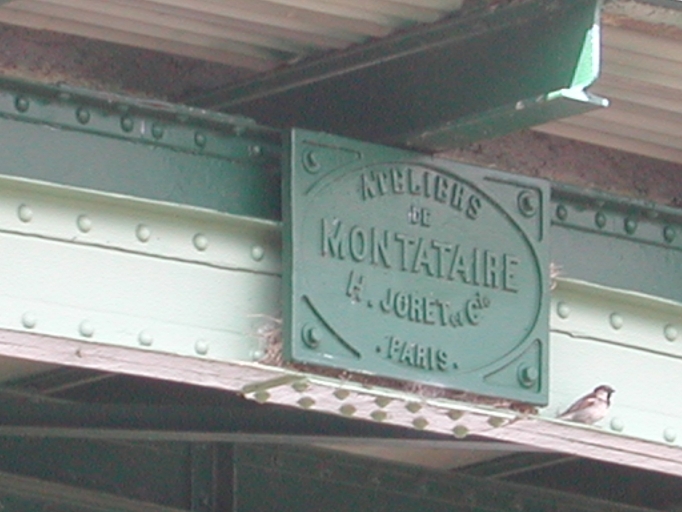 ATELIERS
DE
MONTATAIRE
H. JORET et Cie
· PARIS ·